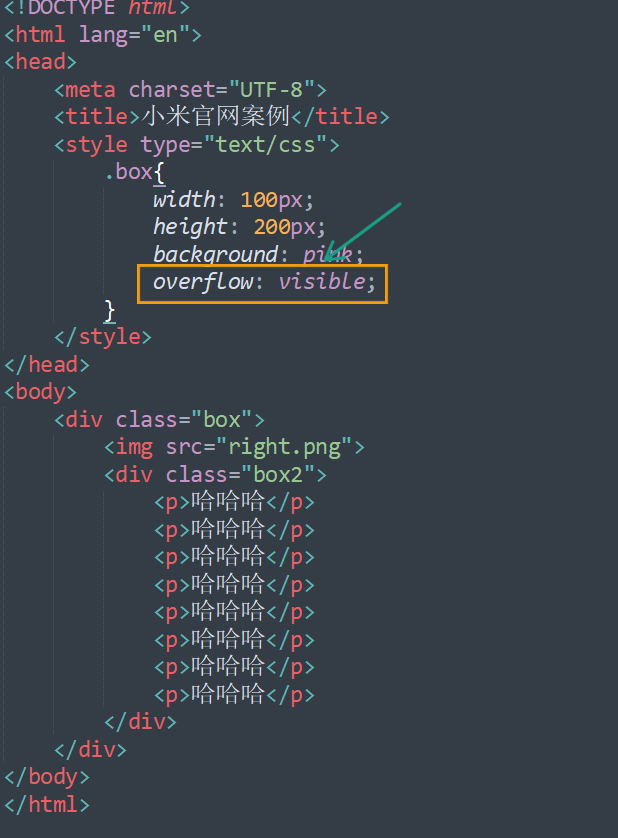 <!DOCTYPE html>
<html lang="en">
<head>
    <meta charset="UTF-8">
    <title>小米官网案例</title>
    <style type="text/css">
        .box{
            width: 100px;
            height: 200px;
            background: pink;
            overflow: visible;
        }
    </style>
</head>
<body>
    <div class="box">
        <img src="right.png">
        <div class="box2">
            <p>哈哈哈</p>
            <p>哈哈哈</p>
            <p>哈哈哈</p>
            <p>哈哈哈</p>
            <p>哈哈哈</p>
            <p>哈哈哈</p>
            <p>哈哈哈</p>
            <p>哈哈哈</p>
        </div>
    </div>
</body>
</html>